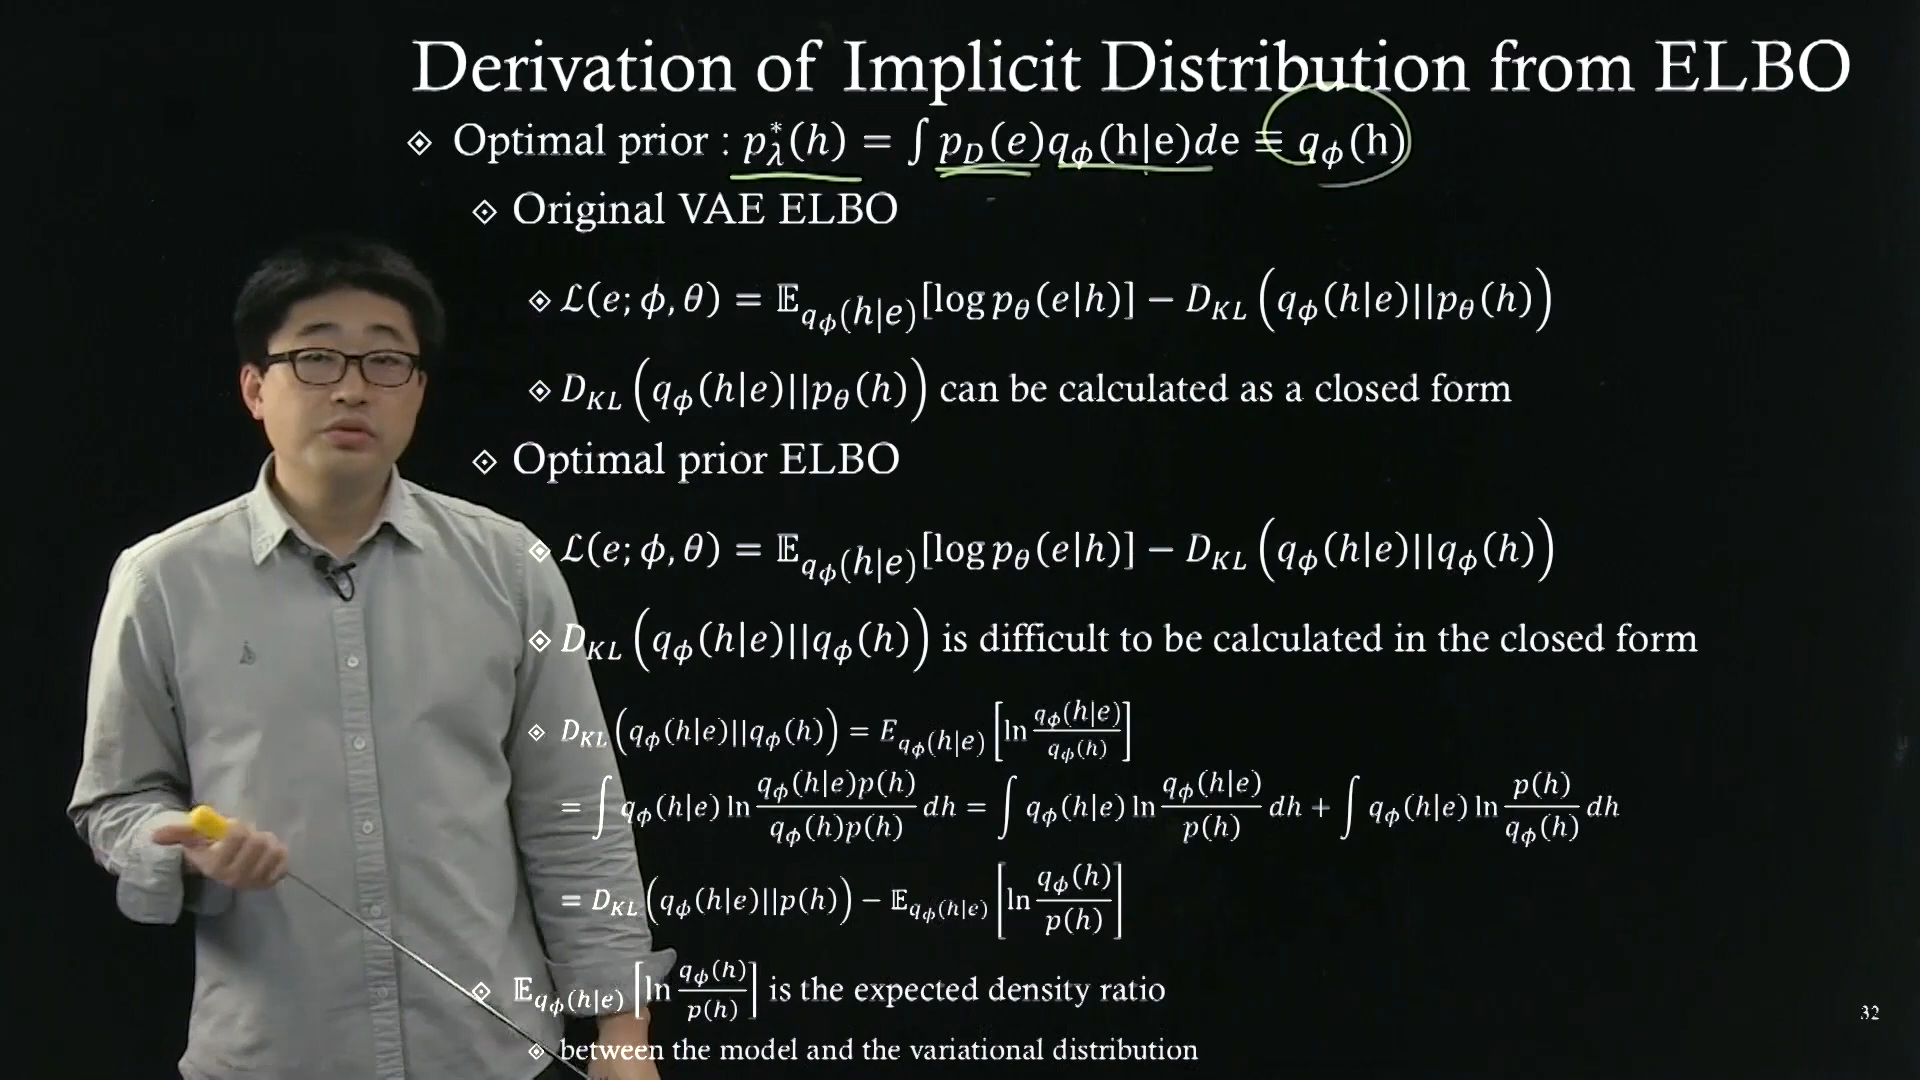 Derivation of Implicit Distribution from ELBO
Optimal prior : p*_λ(h) = ∫ p_D(e)q_ϕ(h|e)de ≡ q_ϕ(h)
Original VAE ELBO
ℒ(e; ϕ, θ) = 𝔼_{q_ϕ(h|e)}[log p_θ(e|h)] − D_{KL}(q_ϕ(h|e)||p_θ(h))
D_{KL}(q_ϕ(h|e)||p_θ(h)) can be calculated as a closed form
Optimal prior ELBO
ℒ(e; ϕ, θ) = 𝔼_{q_ϕ(h|e)}[log p_θ(e|h)] − D_{KL}(q_ϕ(h|e)||q_ϕ(h))
D_{KL}(q_ϕ(h|e)||q_ϕ(h)) is difficult to be calculated in the closed form
D_{KL}(q_ϕ(h|e)||q_ϕ(h)) = E_{q_ϕ(h|e)}[ln q_ϕ(h|e)/q_ϕ(h)]
= ∫ q_ϕ(h|e) ln q_ϕ(h|e)p(h)/q_ϕ(h)p(h) dh = ∫ q_ϕ(h|e) ln q_ϕ(h|e)/p(h) dh + ∫ q_ϕ(h|e) ln p(h)/q_ϕ(h) dh
= D_{KL}(q_ϕ(h|e)||p(h)) − 𝔼_{q_ϕ(h|e)}[ln q_ϕ(h)/p(h)]
𝔼_{q_ϕ(h|e)}[ln q_ϕ(h)/p(h)] is the expected density ratio
32
between the model and the variational distribution